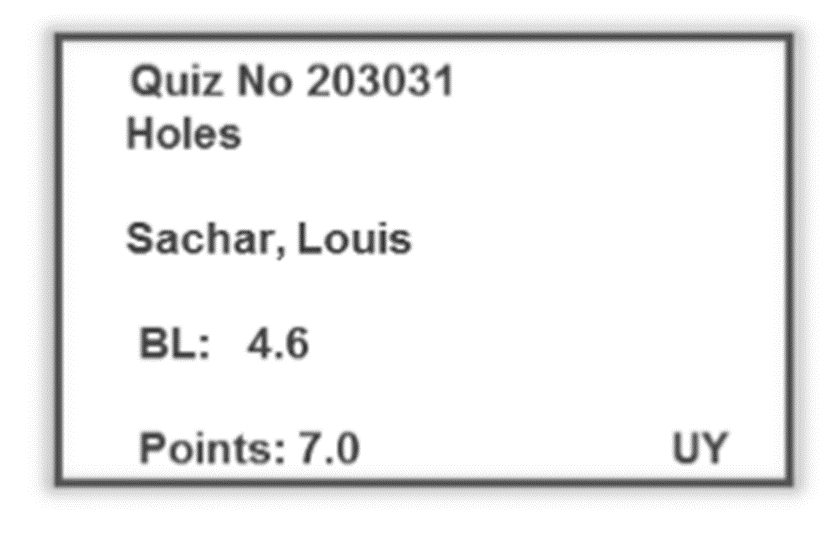 Quiz No 203031
Holes
Sachar, Louis
BL: 4.6
Points: 7.0 UY